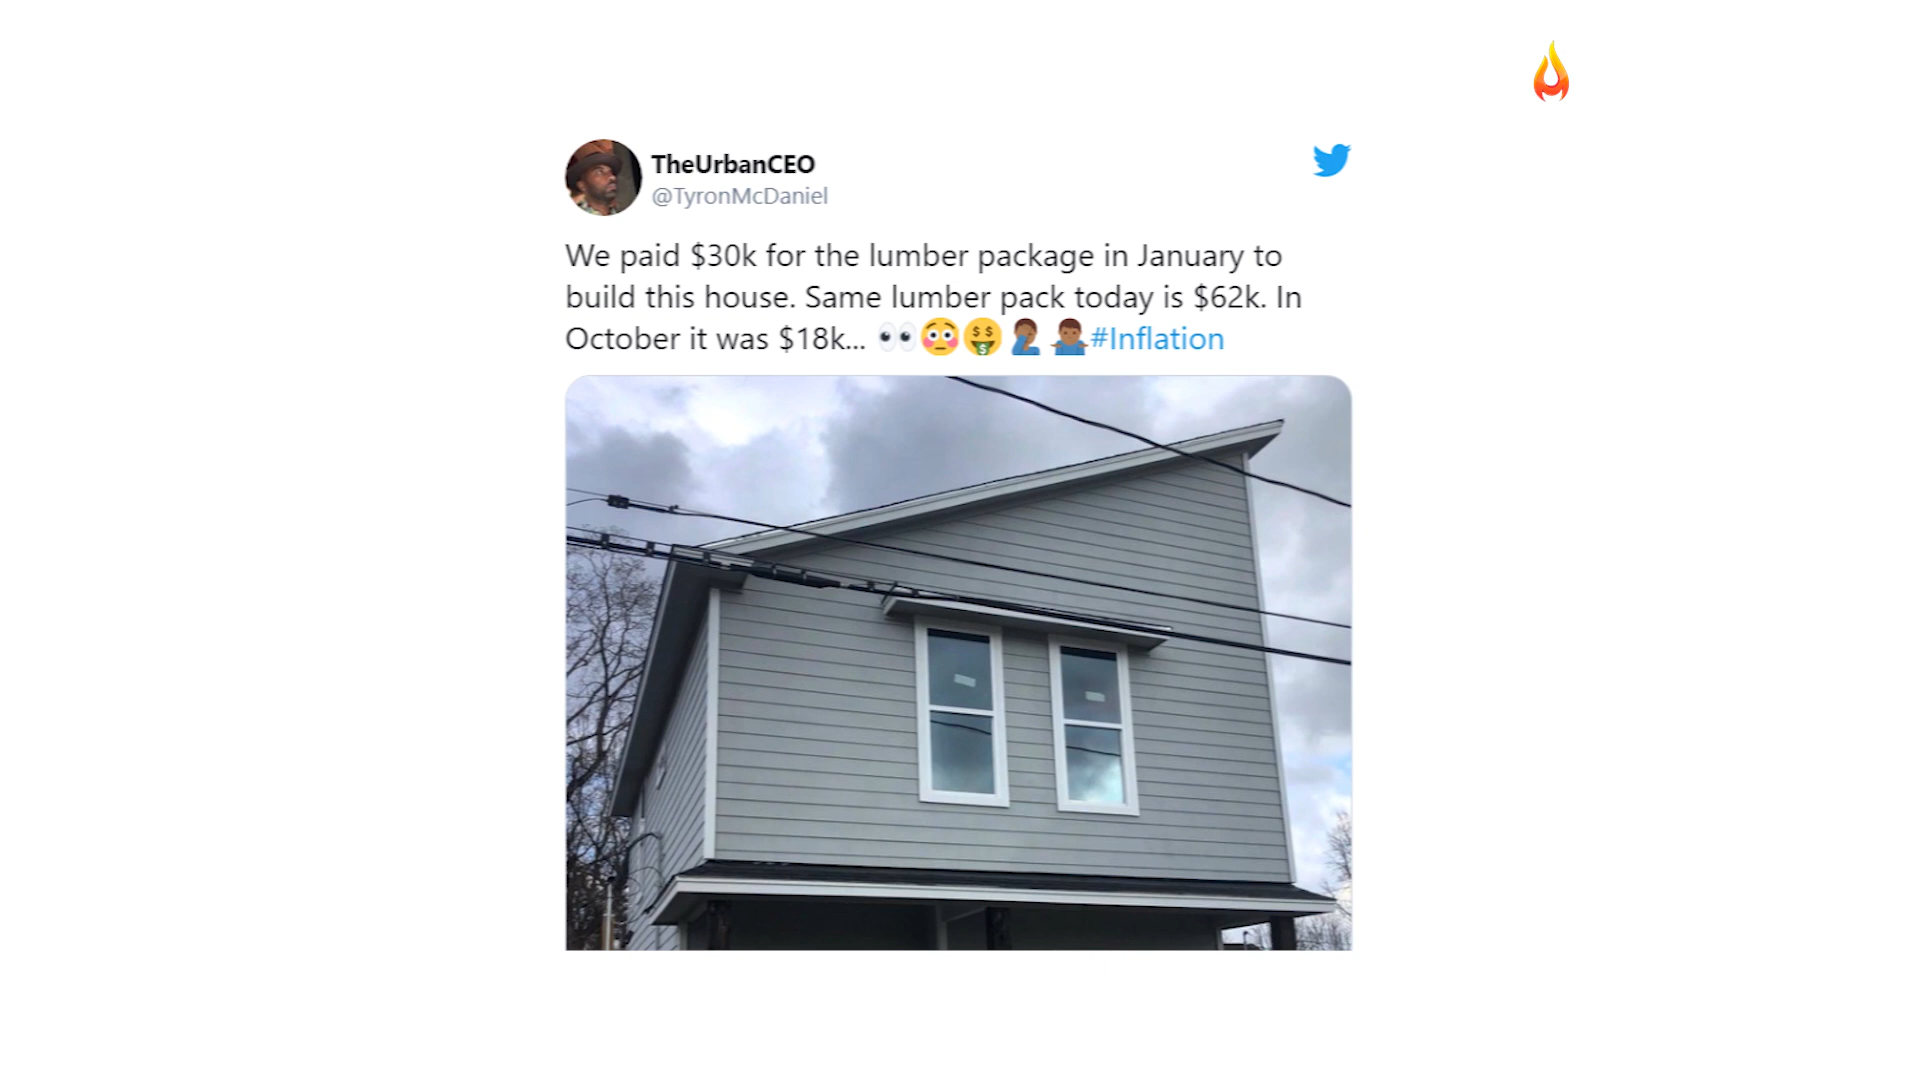 TheUrbanCEO
@TyronMcDaniel
We paid $30k for the lumber package in January to
build this house. Same lumber pack today is $62k. In
October it was $18k... 👀😳🤑🤦🏾‍♂️🤷🏾‍♂️#Inflation